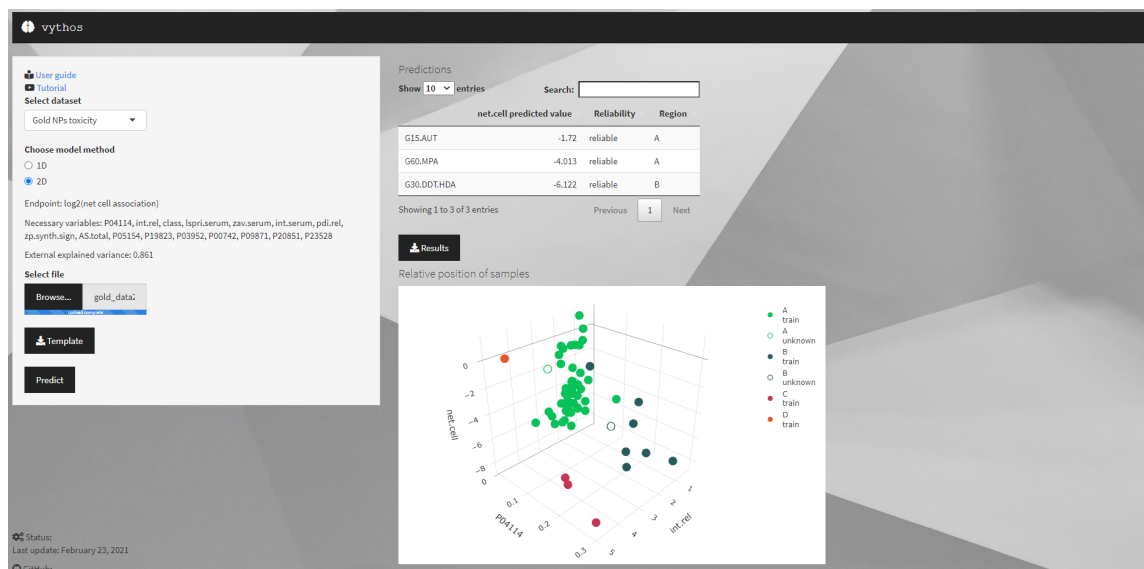 vythos
User guide
Tutorial
Select dataset
Gold NPs toxicity
Choose model method
1D
2D
Endpoint: log2(net cell association)
Necessary variables: P04114, int.rel, class, lspri.serum, zav.serum, int.serum, pdi.rel,
zp.synth.sign, AS.total, P05154, P19823, P03952, P00742, P09871, P20851, P23528
External explained variance: 0.861
Select file
Browse... gold_data2
Upload complete
Template
Predict
Status:
Last update: February 23, 2021
GitHub:
Predictions
Show 10 entries Search:
net.cell predicted value Reliability Region
G15.AUT -1.72 reliable A
G60.MPA -4.013 reliable A
G30.DDT.HDA -6.122 reliable B
Showing 1 to 3 of 3 entries Previous 1 Next
Results
Relative position of samples
A
train
A
unknown
B
train
B
unknown
C
train
D
train
net.cell
0
−2
−4
−6
−8
P04114
0
0.1
0.2
0.3
int.rel
5
4
3
2
1